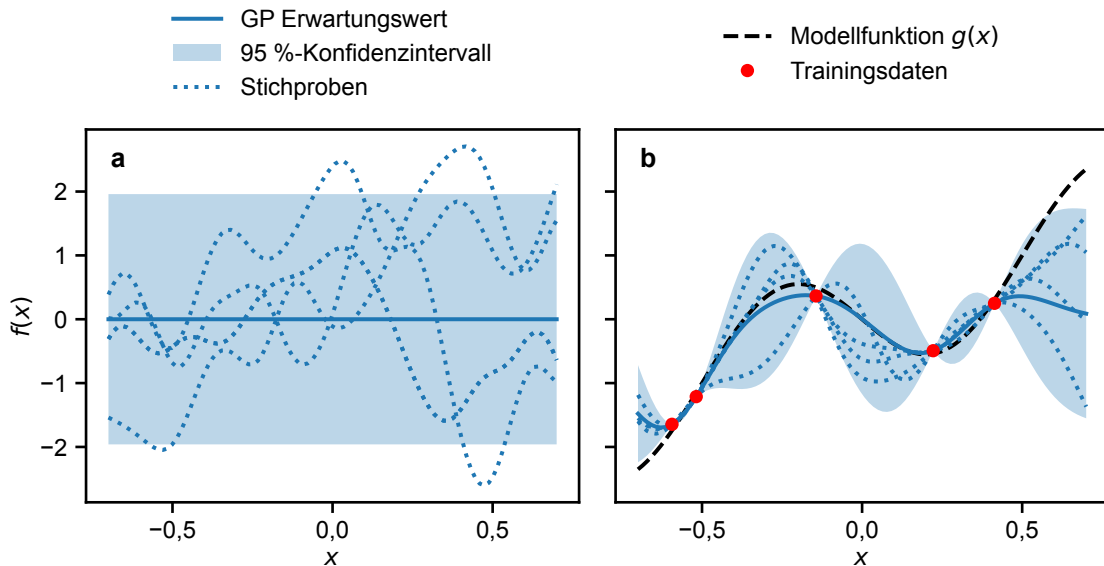 GP Erwartungswert
95 %-Konfidenzintervall
Stichproben
Modellfunktion g(x)
Trainingsdaten
a
b
f(x)
2
1
0
−1
−2
−0,5
0,0
0,5
x
−0,5
0,0
0,5
x